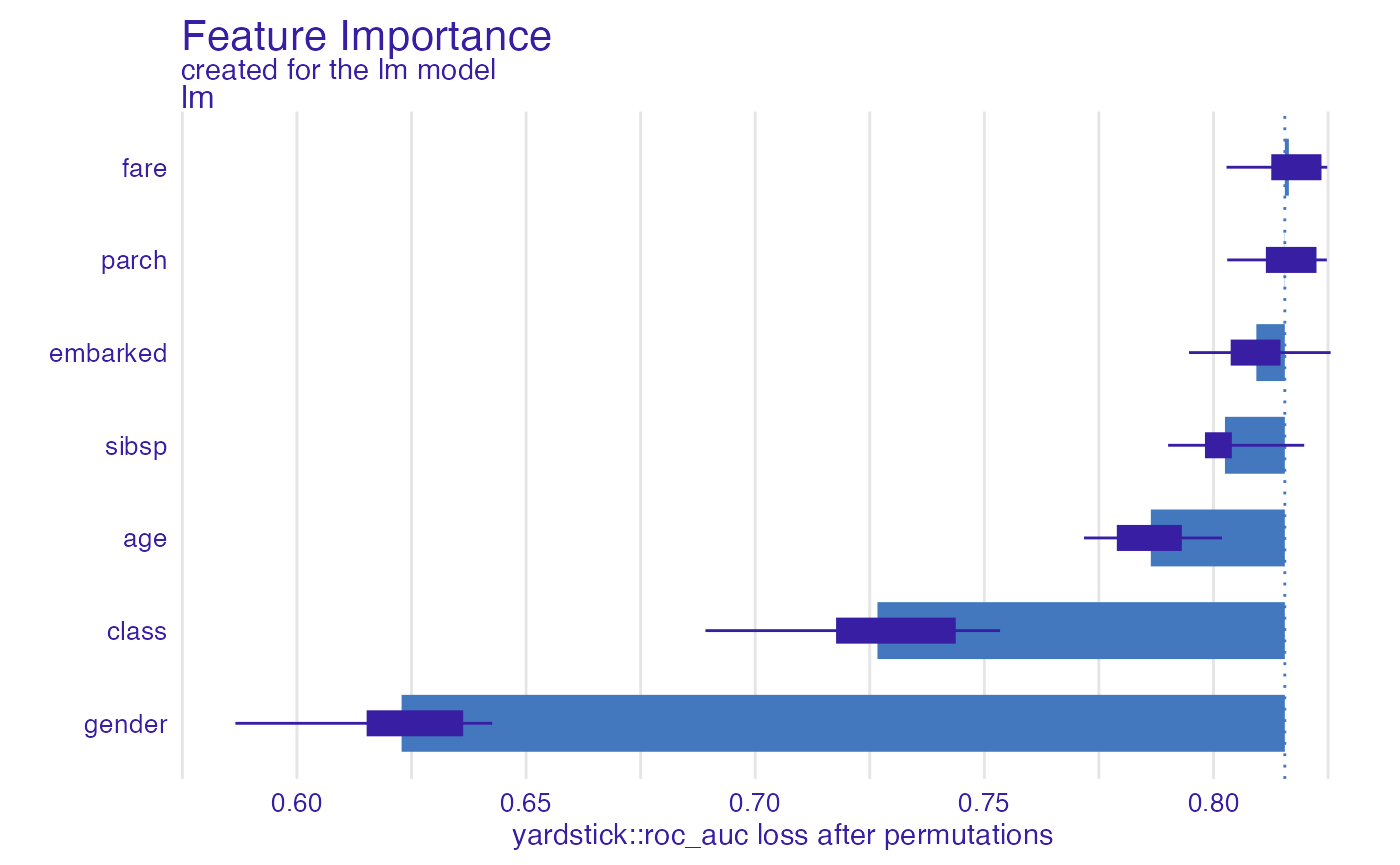 Feature Importance
created for the lm model
lm
fare
parch
embarked
sibsp
age
class
gender
0.60 0.65 0.70 0.75 0.80
yardstick::roc_auc loss after permutations